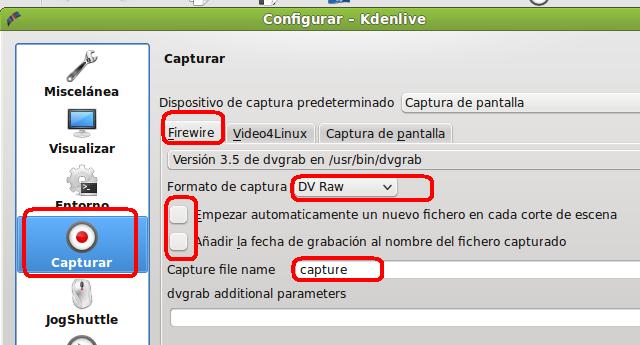 Configurar – Kdenlive
Capturar
Miscelánea
Dispositivo de captura predeterminado Captura de pantalla
Firewire Video4Linux Captura de pantalla
Visualizar
Versión 3.5 de dvgrab en /usr/bin/dvgrab
Formato de captura DV Raw
Entorno
Empezar automaticamente un nuevo fichero en cada corte de escena
Añadir la fecha de grabación al nombre del fichero capturado
Capturar
Capture file name capture
dvgrab additional parameters
JogShuttle